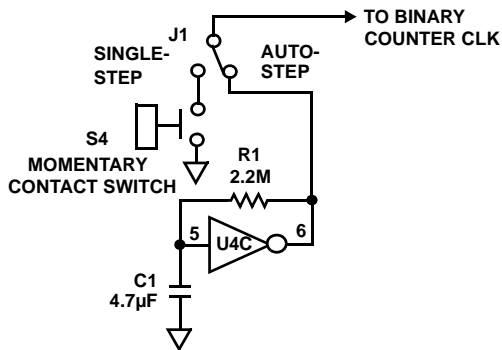 J1
TO BINARY
COUNTER CLK
SINGLE-
STEP
AUTO-
STEP
S4
MOMENTARY
CONTACT SWITCH
R1
2.2M
5
U4C
6
C1
4.7µF